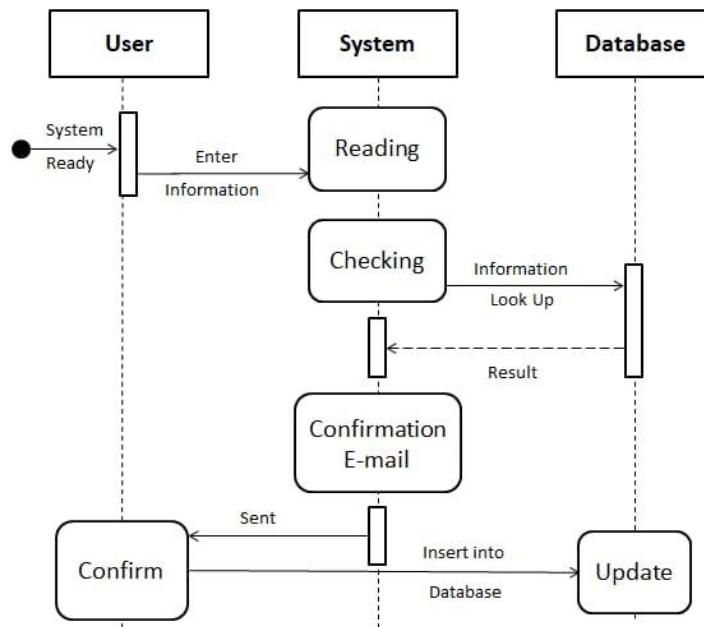 User
System
Database
System
Ready
Enter
Information
Reading
Checking
Information
Look Up
Result
Confirmation
E-mail
Sent
Confirm
Insert into
Database
Update